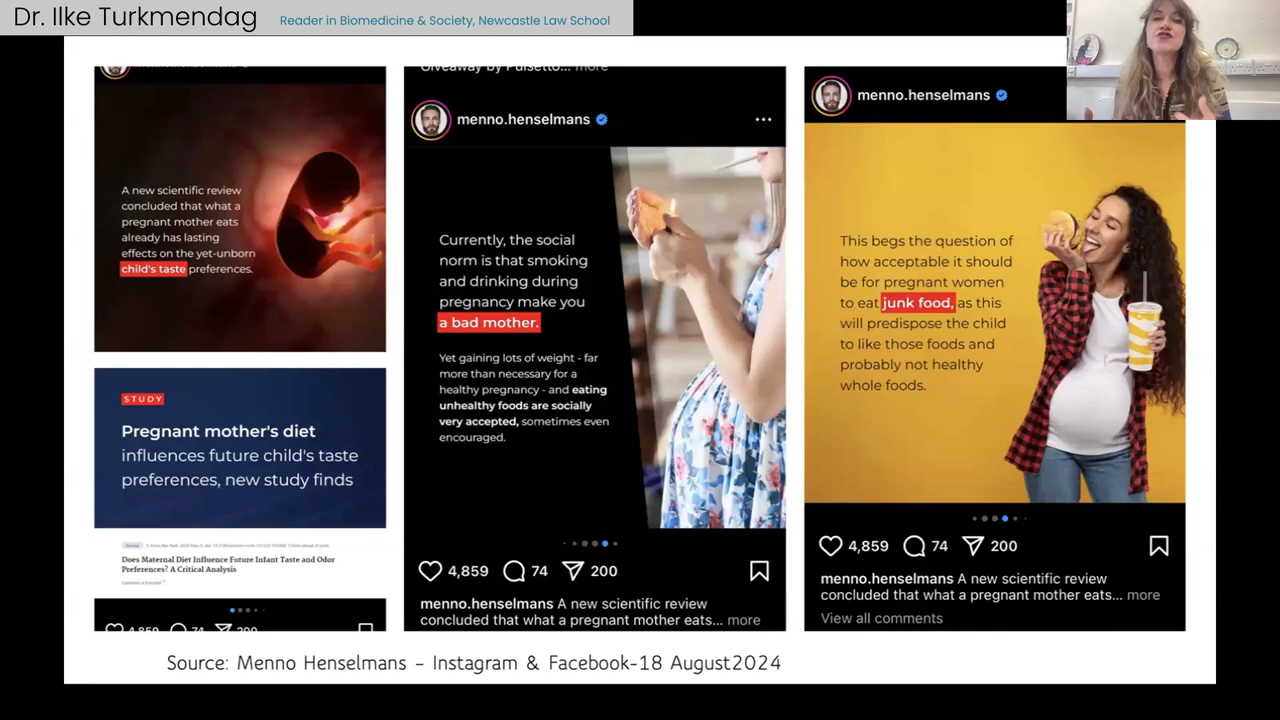 Dr. Ilke Turkmendag
Reader in Biomedicine & Society, Newcastle Law School
A new scientific review
concluded that what a
pregnant mother eats
already has lasting
effects on the yet-unborn
child's taste preferences.
STUDY
Pregnant mother's diet
influences future child's taste
preferences, new study finds
Does Maternal Diet Influence Future Infant Taste and Odor
Preferences? A Critical Analysis
4,859 74 200
more
menno.henselmans
Currently, the social
norm is that smoking
and drinking during
pregnancy make you
a bad mother.
Yet gaining lots of weight - far
more than necessary for a
healthy pregnancy - and eating
unhealthy foods are socially
very accepted, sometimes even
encouraged.
4,859 74 200
menno.henselmans A new scientific review
concluded that what a pregnant mother eats... more
menno.henselmans
This begs the question of
how acceptable it should
be for pregnant women
to eat junk food, as this
will predispose the child
to like those foods and
probably not healthy
whole foods.
4,859 74 200
menno.henselmans A new scientific review
concluded that what a pregnant mother eats... more
View all comments
Source: Menno Henselmans – Instagram & Facebook-18 August2024